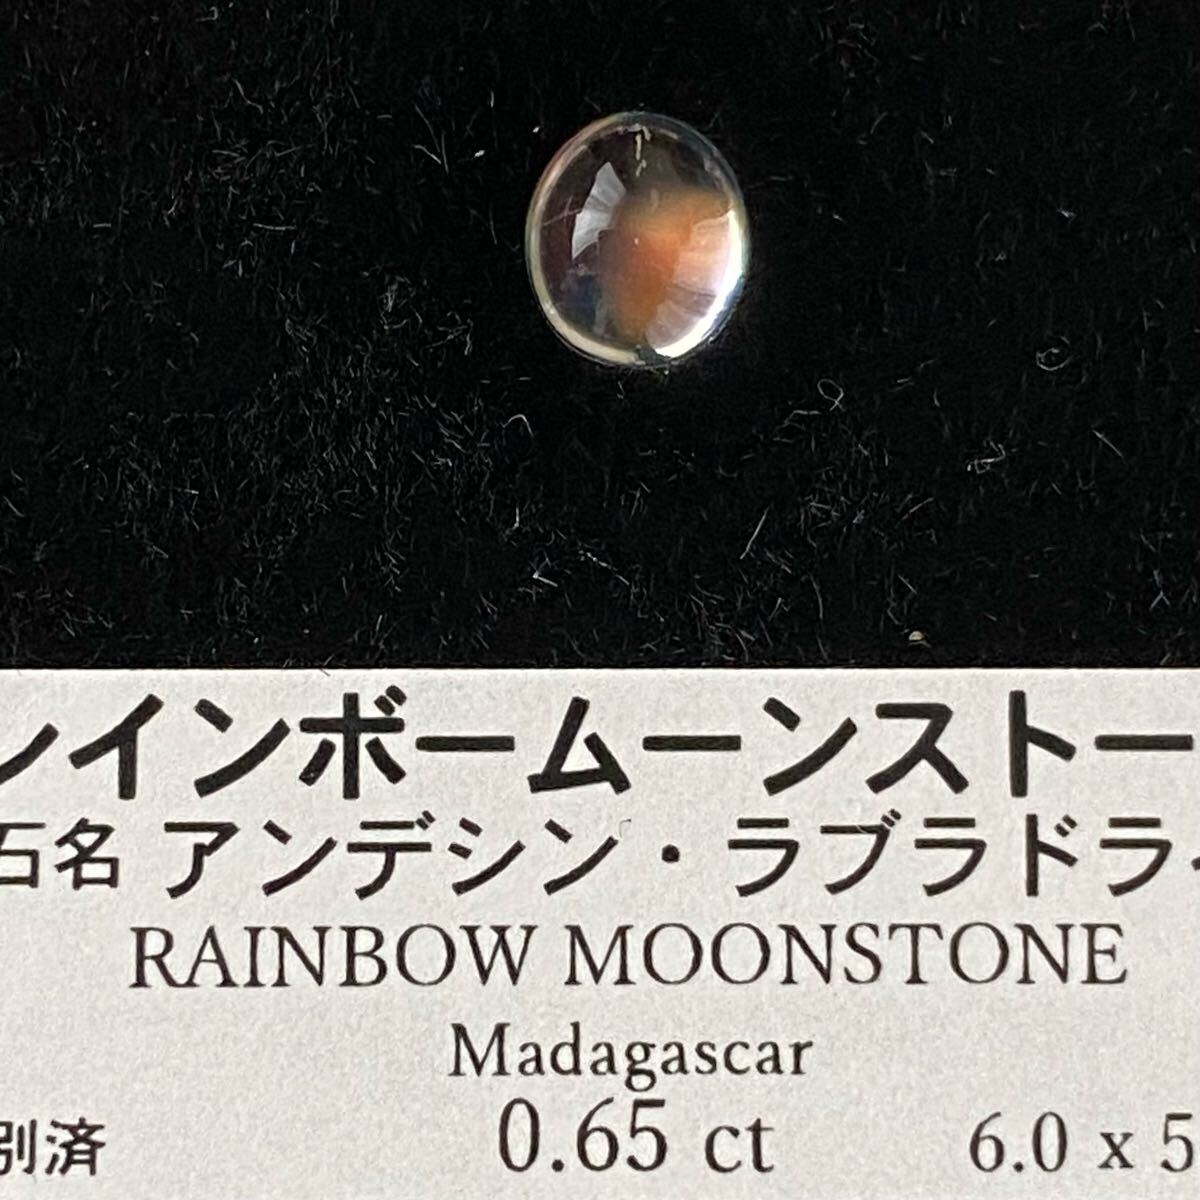 レインボームーンストー
石名 アンデシン・ラブラドライ
RAINBOW MOONSTONE
Madagascar
別済 0.65 ct 6.0 x 5